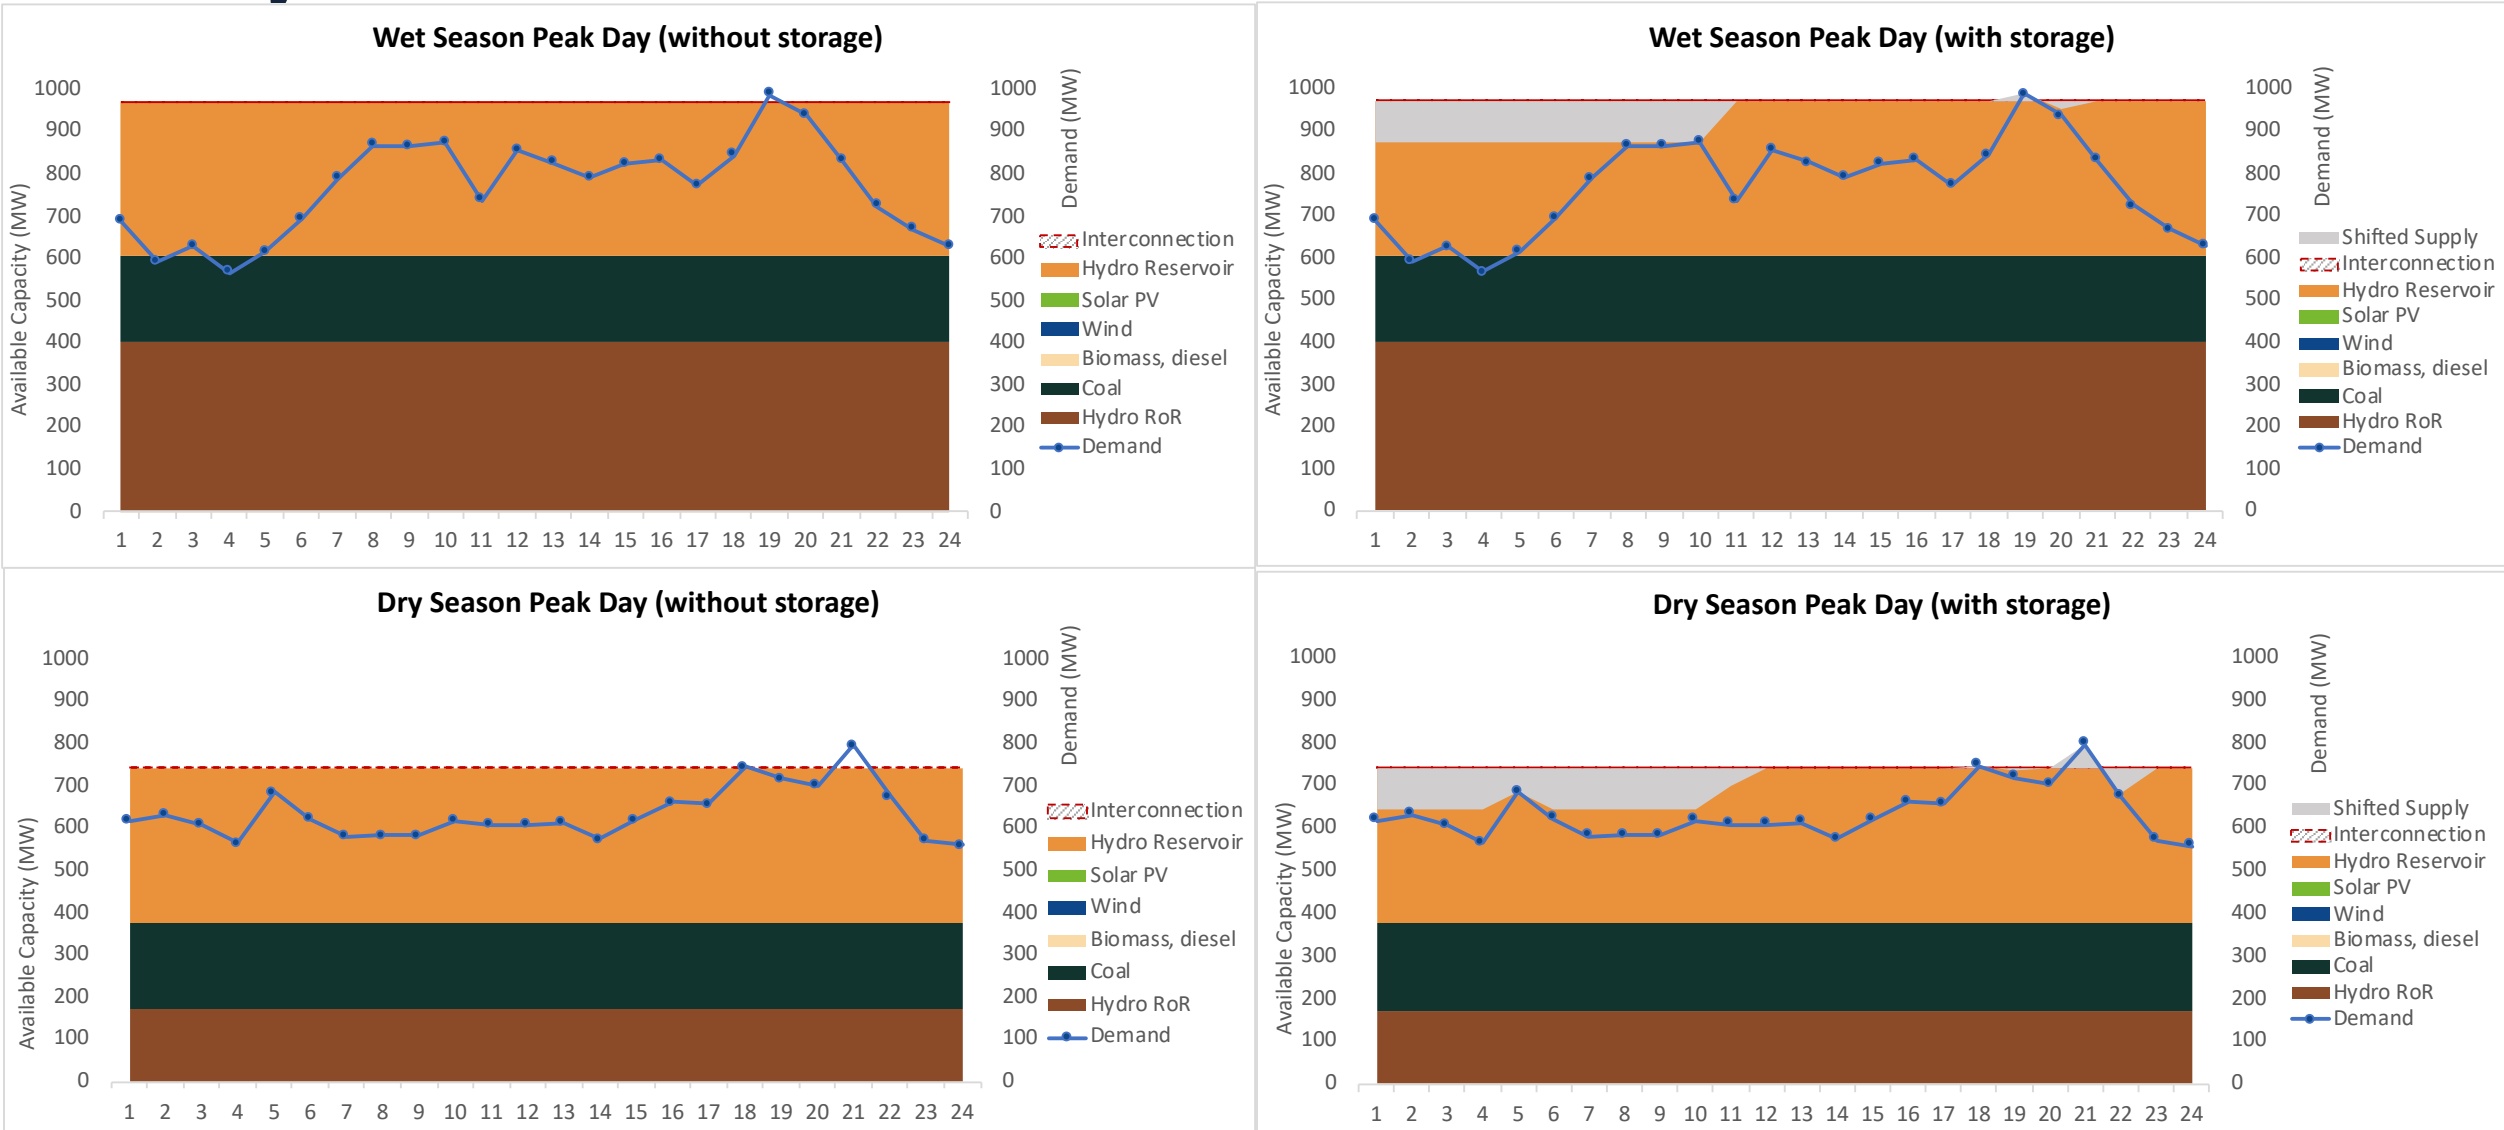 Wet Season Peak Day (without storage)
Available Capacity (MW)
1000
900
800
700
600
500
400
300
200
100
0
1 2 3 4 5 6 7 8 9 10 11 12 13 14 15 16 17 18 19 20 21 22 23 24
1000
900
800
700
600
500
400
300
200
100
0
Demand (MW)
Interconnection
Hydro Reservoir
Solar PV
Wind
Biomass, diesel
Coal
Hydro RoR
Demand
Wet Season Peak Day (with storage)
Available Capacity (MW)
1000
900
800
700
600
500
400
300
200
100
0
1 2 3 4 5 6 7 8 9 10 11 12 13 14 15 16 17 18 19 20 21 22 23 24
1000
900
800
700
600
500
400
300
200
100
0
Demand (MW)
Shifted Supply
Interconnection
Hydro Reservoir
Solar PV
Wind
Biomass, diesel
Coal
Hydro RoR
Demand
Dry Season Peak Day (without storage)
Available Capacity (MW)
1000
900
800
700
600
500
400
300
200
100
0
1 2 3 4 5 6 7 8 9 10 11 12 13 14 15 16 17 18 19 20 21 22 23 24
1000
900
800
700
600
500
400
300
200
100
0
Demand (MW)
Interconnection
Hydro Reservoir
Solar PV
Wind
Biomass, diesel
Coal
Hydro RoR
Demand
Dry Season Peak Day (with storage)
Available Capacity (MW)
1000
900
800
700
600
500
400
300
200
100
0
1 2 3 4 5 6 7 8 9 10 11 12 13 14 15 16 17 18 19 20 21 22 23 24
1000
900
800
700
600
500
400
300
200
100
0
Demand (MW)
Shifted Supply
Interconnection
Hydro Reservoir
Solar PV
Wind
Biomass, diesel
Coal
Hydro RoR
Demand